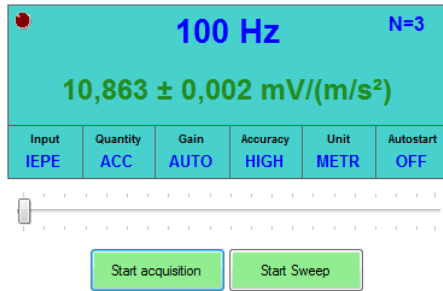 100 Hz N=3
10,863 ± 0,002 mV/(m/s²)
Input Quantity Gain Accuracy Unit Autostart
IEPE ACC AUTO HIGH METR OFF
Start acquisition Start Sweep